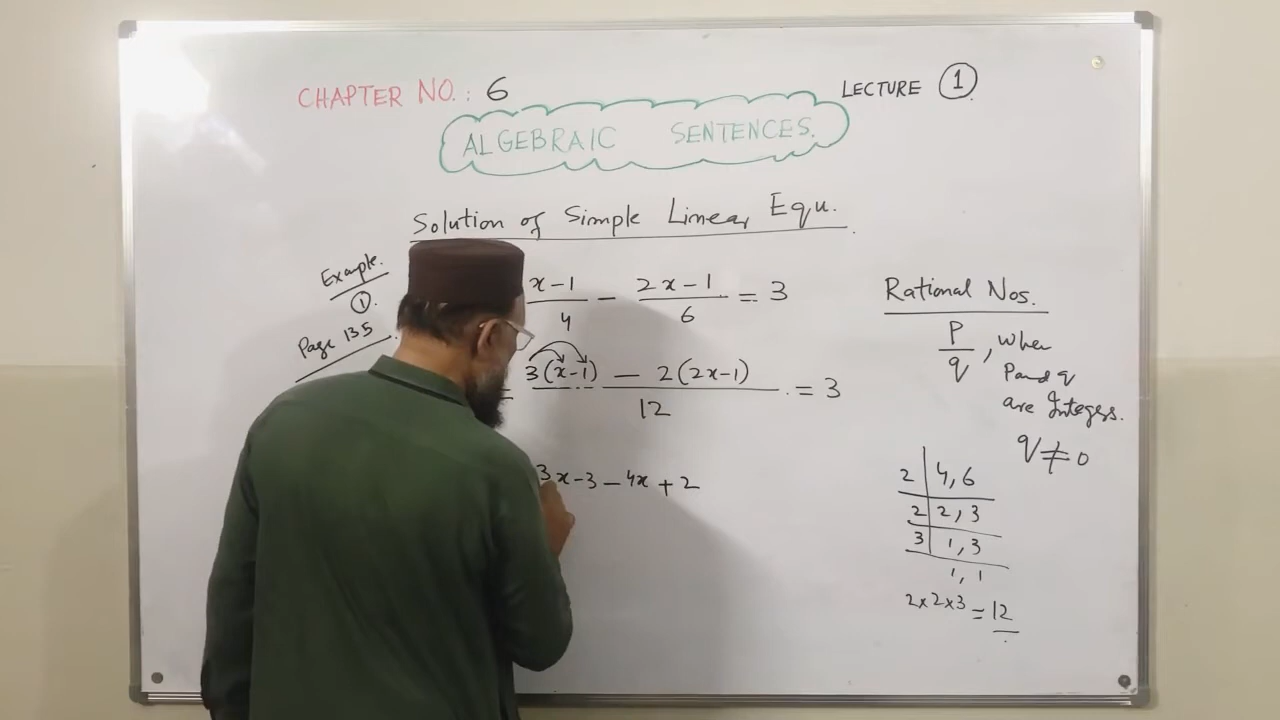 CHAPTER NO.: 6
LECTURE ①
ALGEBRAIC SENTENCES.
Solution of Simple Linear Equ.
Example.
①.
Page 135.
x-1/4 - 2x-1/6 = 3
= 3(x-1) - 2(2x-1)/12 = 3
3x-3-4x+2
Rational Nos.
P/q, when
P and q
are Integers.
q≠0
2 | 4, 6
2 | 2, 3
3 | 1, 3
1, 1
2x2x3 = 12